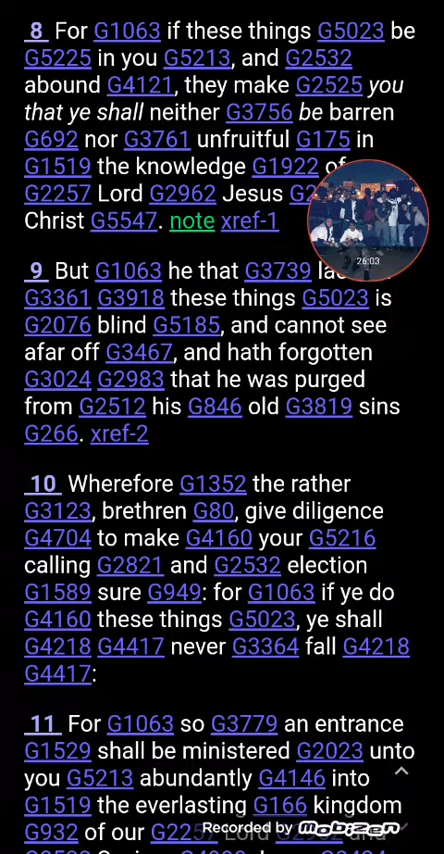 8 For G1063 if these things G5023 be
G5225 in you G5213, and G2532
abound G4121, they make G2525 you
that ye shall neither G3756 be barren
G692 nor G3761 unfruitful G175 in
G1519 the knowledge G1922 of
G2257 Lord G2962 Jesus
Christ G5547. note xref-1
26:03
9 But G1063 he that G3739
G3361 G3918 these things G5023 is
G2076 blind G5185, and cannot see
afar off G3467, and hath forgotten
G3024 G2983 that he was purged
from G2512 his G846 old G3819 sins
G266. xref-2
10 Wherefore G1352 the rather
G3123, brethren G80, give diligence
G4704 to make G4160 your G5216
calling G2821 and G2532 election
G1589 sure G949: for G1063 if ye do
G4160 these things G5023, ye shall
G4218 G4417 never G3364 fall G4218
G4417:
11 For G1063 so G3779 an entrance
G1529 shall be ministered G2023 unto
you G5213 abundantly G4146 into
G1519 the everlasting G166 kingdom
G932 of our
Recorded by Mobizen